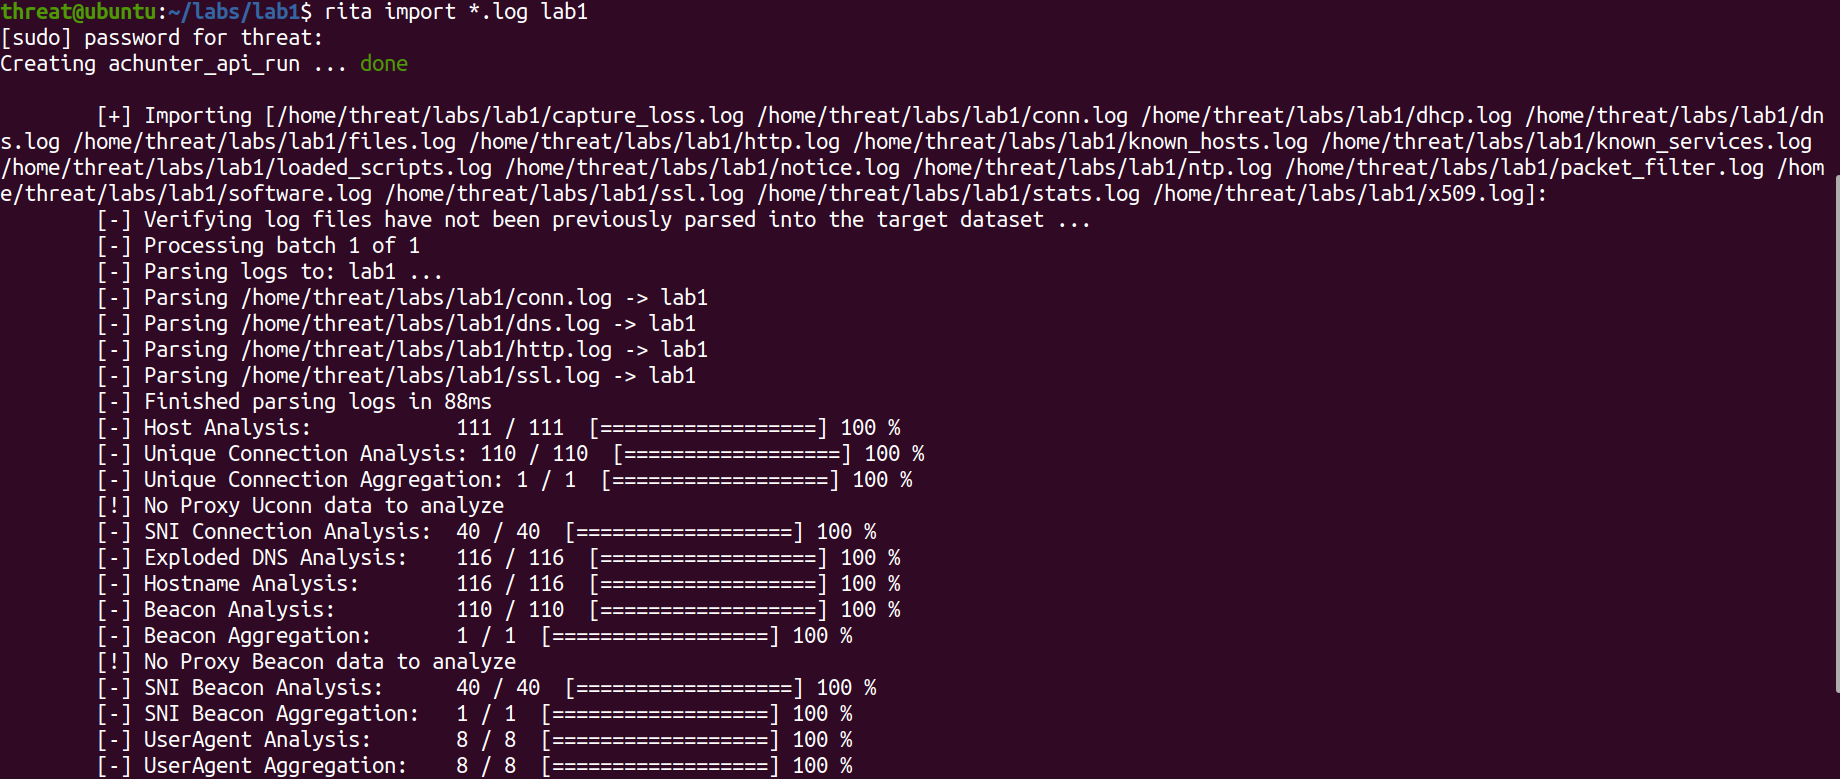 threat@ubuntu:~/labs/lab1$ rita import *.log lab1
[sudo] password for threat:
Creating achunter_api_run ... done
[+] Importing [/home/threat/labs/lab1/capture_loss.log /home/threat/labs/lab1/conn.log /home/threat/labs/lab1/dhcp.log /home/threat/labs/lab1/dn
s.log /home/threat/labs/lab1/files.log /home/threat/labs/lab1/http.log /home/threat/labs/lab1/known_hosts.log /home/threat/labs/lab1/known_services.log
/home/threat/labs/lab1/loaded_scripts.log /home/threat/labs/lab1/notice.log /home/threat/labs/lab1/ntp.log /home/threat/labs/lab1/packet_filter.log /hom
e/threat/labs/lab1/software.log /home/threat/labs/lab1/ssl.log /home/threat/labs/lab1/stats.log /home/threat/labs/lab1/x509.log]:
[-] Verifying log files have not been previously parsed into the target dataset ...
[-] Processing batch 1 of 1
[-] Parsing logs to: lab1 ...
[-] Parsing /home/threat/labs/lab1/conn.log -> lab1
[-] Parsing /home/threat/labs/lab1/dns.log -> lab1
[-] Parsing /home/threat/labs/lab1/http.log -> lab1
[-] Parsing /home/threat/labs/lab1/ssl.log -> lab1
[-] Finished parsing logs in 88ms
[-] Host Analysis:            111 / 111  [==================] 100 %
[-] Unique Connection Analysis: 110 / 110  [==================] 100 %
[-] Unique Connection Aggregation: 1 / 1  [==================] 100 %
[!] No Proxy Uconn data to analyze
[-] SNI Connection Analysis:  40 / 40  [==================] 100 %
[-] Exploded DNS Analysis:    116 / 116  [==================] 100 %
[-] Hostname Analysis:        116 / 116  [==================] 100 %
[-] Beacon Analysis:          110 / 110  [==================] 100 %
[-] Beacon Aggregation:       1 / 1  [==================] 100 %
[!] No Proxy Beacon data to analyze
[-] SNI Beacon Analysis:      40 / 40  [==================] 100 %
[-] SNI Beacon Aggregation:   1 / 1  [==================] 100 %
[-] UserAgent Analysis:       8 / 8  [==================] 100 %
[-] UserAgent Aggregation:    8 / 8  [==================] 100 %